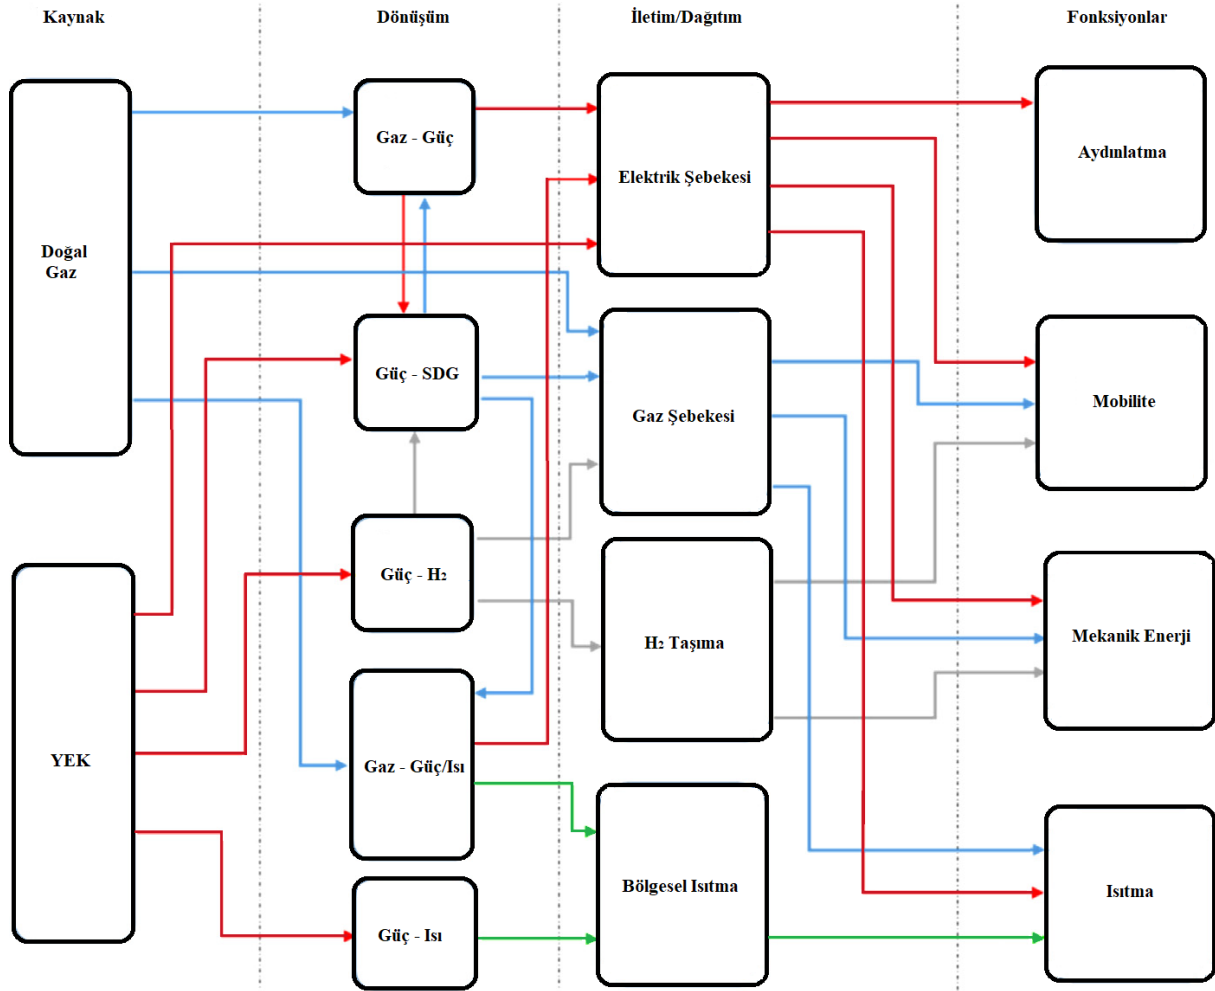 Kaynak
Dönüşüm
İletim/Dağıtım
Fonksiyonlar
Doğal
Gaz
YEK
Gaz - Güç
Güç - SDG
Güç - H₂
Gaz - Güç/Isı
Güç - Isı
Elektrik Şebekesi
Gaz Şebekesi
H₂ Taşıma
Bölgesel Isıtma
Aydınlatma
Mobilite
Mekanik Enerji
Isıtma